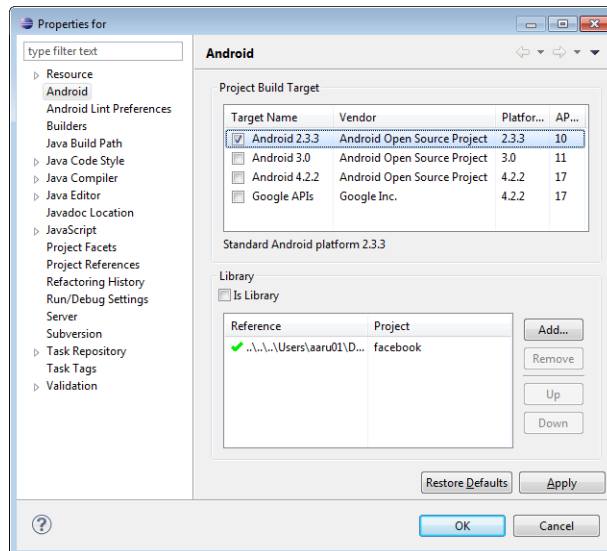 Properties for
type filter text
Resource
Android
Android Lint Preferences
Builders
Java Build Path
Java Code Style
Java Compiler
Java Editor
Javadoc Location
JavaScript
Project Facets
Project References
Refactoring History
Run/Debug Settings
Server
Subversion
Task Repository
Task Tags
Validation
Android
Project Build Target
Target Name Vendor Platfor... AP...
Android 2.3.3 Android Open Source Project 2.3.3 10
Android 3.0 Android Open Source Project 3.0 11
Android 4.2.2 Android Open Source Project 4.2.2 17
Google APIs Google Inc. 4.2.2 17
Standard Android platform 2.3.3
Library
Is Library
Reference Project
..\..\..\Users\aaru01\D... facebook
Add...
Remove
Up
Down
Restore Defaults Apply
OK Cancel